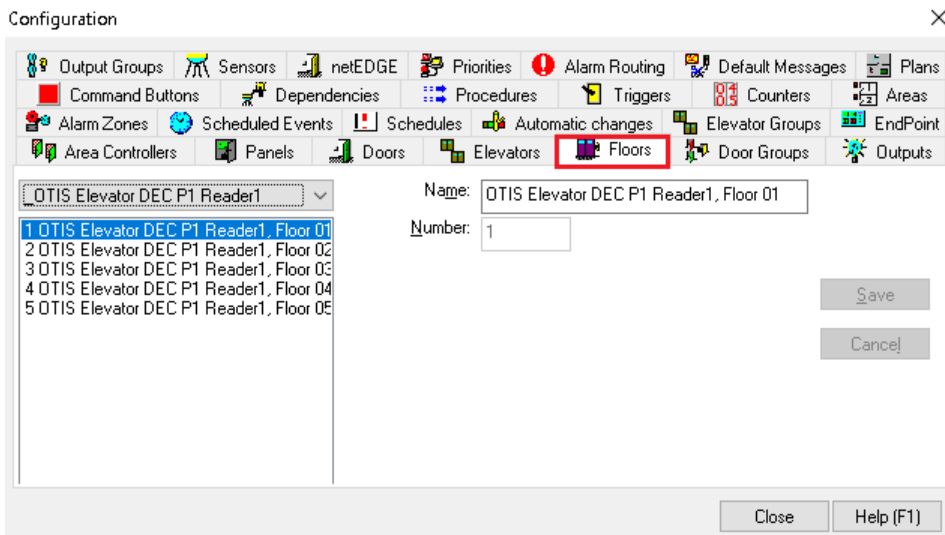 Configuration
Output Groups Sensors netEDGE Priorities Alarm Routing Default Messages Plans
Command Buttons Dependencies Procedures Triggers Counters Areas
Alarm Zones Scheduled Events Schedules Automatic changes Elevator Groups EndPoint
Area Controllers Panels Doors Elevators Floors Door Groups Outputs
_OTIS Elevator DEC P1 Reader1
Name: OTIS Elevator DEC P1 Reader1, Floor 01
Number: 1
1 OTIS Elevator DEC P1 Reader1, Floor 01
2 OTIS Elevator DEC P1 Reader1, Floor 02
3 OTIS Elevator DEC P1 Reader1, Floor 03
4 OTIS Elevator DEC P1 Reader1, Floor 04
5 OTIS Elevator DEC P1 Reader1, Floor 05
Save
Cancel
Close Help (F1)